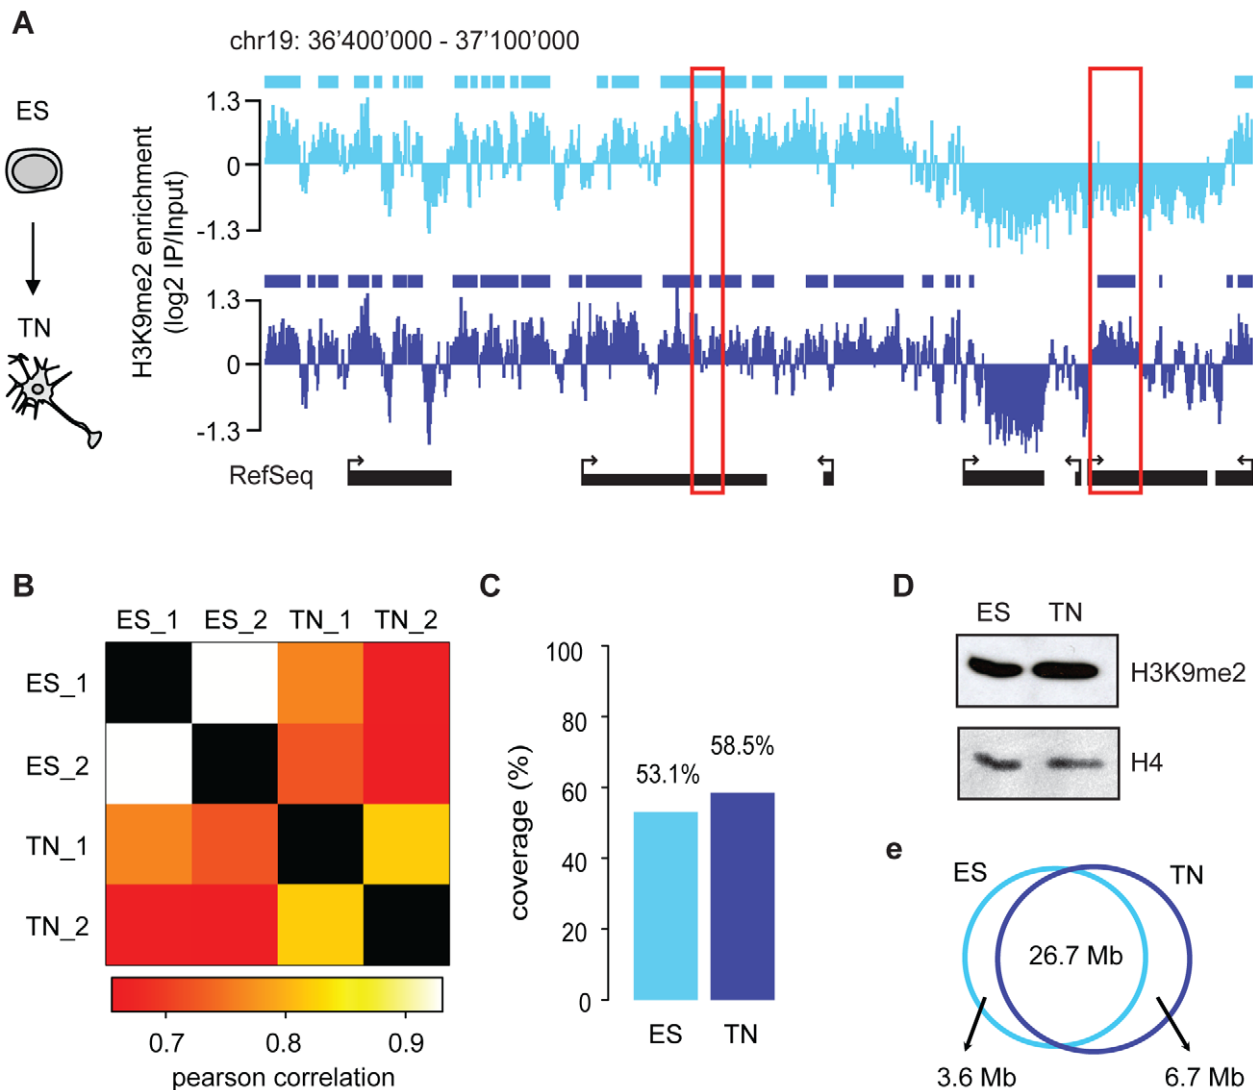 A
chr19: 36'400'000 - 37'100'000
ES
TN
H3K9me2 enrichment
(log2 IP/Input)
1.3
0
-1.3
1.3
0
-1.3
RefSeq
B
ES_1 ES_2 TN_1 TN_2
ES_1
ES_2
TN_1
TN_2
0.7 0.8 0.9
pearson correlation
C
coverage (%)
100
80
60
40
20
0
53.1%
58.5%
ES TN
D
ES TN
H3K9me2
H4
e
ES TN
26.7 Mb
3.6 Mb 6.7 Mb